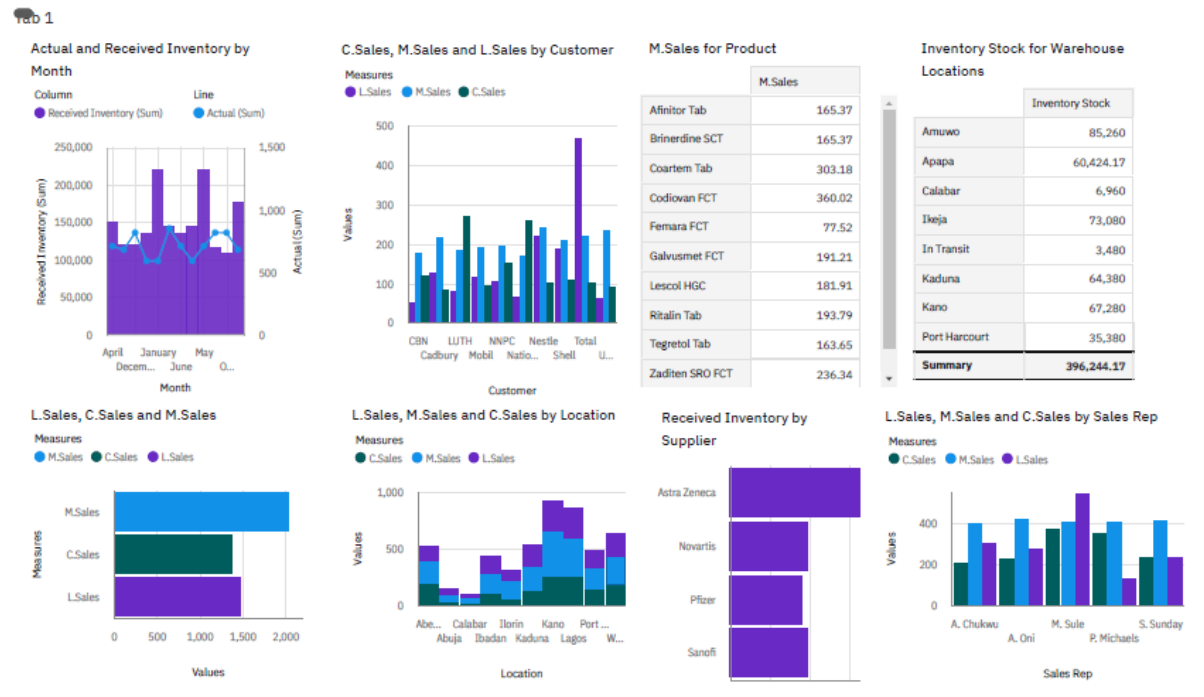 Tab 1
Actual and Received Inventory by
Month
Column
Line
Received Inventory (Sum)
Actual (Sum)
250,000
200,000
150,000
100,000
50,000
0
Received Inventory (Sum)
1,500
1,000
500
0
Actual (Sum)
April
January
May
Decem...
June
O...
Month
C.Sales, M.Sales and L.Sales by Customer
Measures
L.Sales
M.Sales
C.Sales
500
400
300
200
100
0
Values
CBN
LUTH
NNPC
Nestle
Total
Cadbury
Mobil
Natio...
Shell
U...
Customer
M.Sales for Product
M.Sales
Afinitor Tab 165.37
Brinerdine SCT 165.37
Coartem Tab 303.18
Codiovan FCT 360.02
Femara FCT 77.52
Galvusmet FCT 191.21
Lescol HGC 181.91
Ritalin Tab 193.79
Tegretol Tab 163.65
Zaditen SRO FCT 236.34
Inventory Stock for Warehouse
Locations
Inventory Stock
Amuwo 85,260
Apapa 60,424.17
Calabar 6,960
Ikeja 73,080
In Transit 3,480
Kaduna 64,380
Kano 67,280
Port Harcourt 35,380
Summary 396,244.17
L.Sales, C.Sales and M.Sales
Measures
M.Sales
C.Sales
L.Sales
Measures
M.Sales
C.Sales
L.Sales
0
500
1,000
1,500
2,000
Values
L.Sales, M.Sales and C.Sales by Location
Measures
C.Sales
M.Sales
L.Sales
1,000
500
0
Values
Abe...
Calabar
Ilorin
Kano
Port ...
Abuja
Ibadan
Kaduna
Lagos
W...
Location
Received Inventory by
Supplier
Astra Zeneca
Novartis
Pfizer
Sanofi
L.Sales, M.Sales and C.Sales by Sales Rep
Measures
C.Sales
M.Sales
L.Sales
400
200
0
Values
A. Chukwu
M. Sule
S. Sunday
A. Oni
P. Michaels
Sales Rep